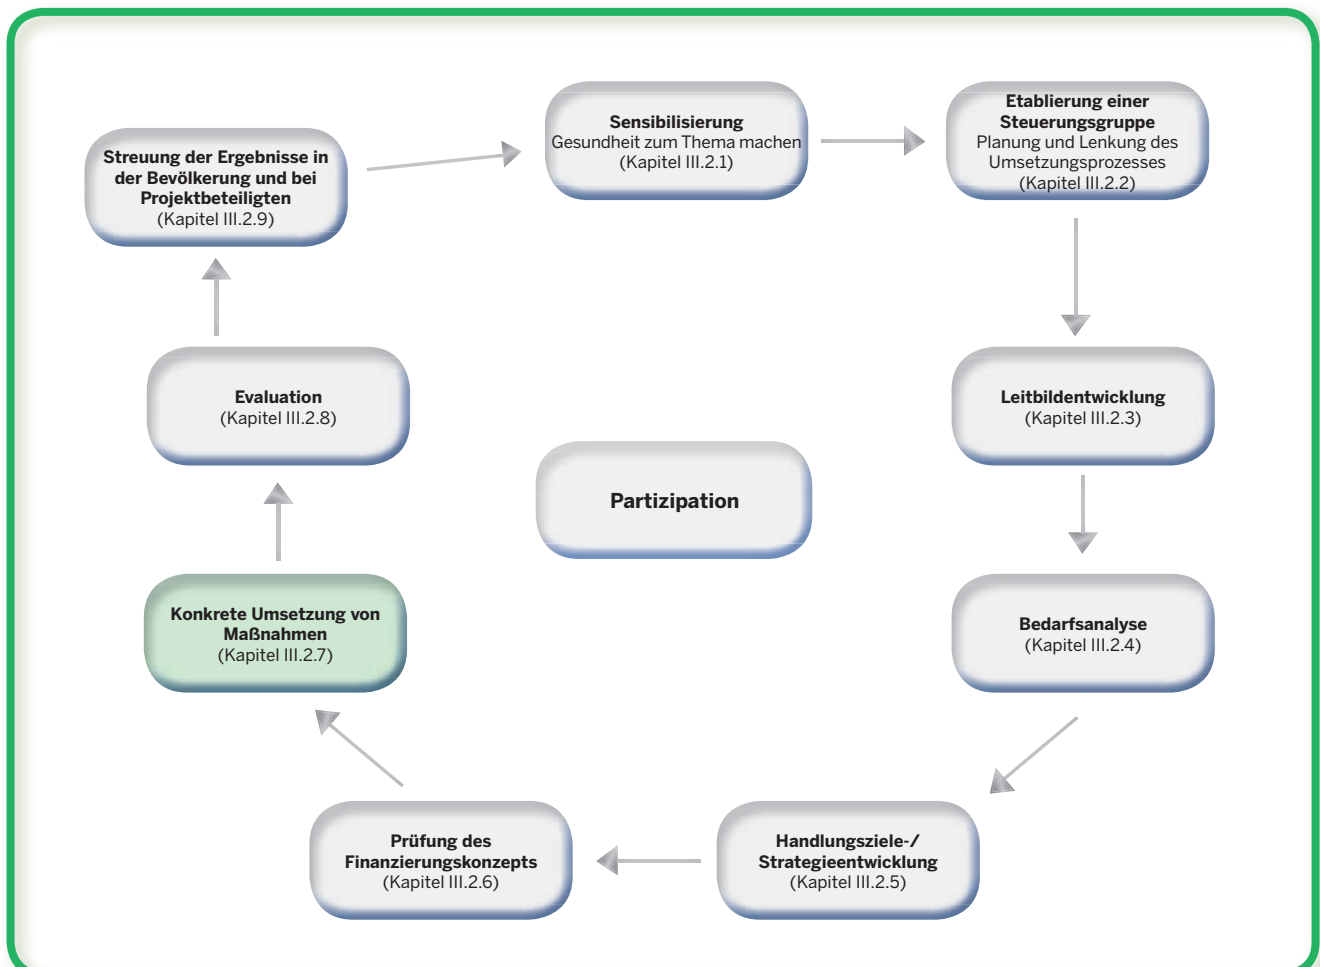 Sensibilisierung
Gesundheit zum Thema machen
(Kapitel III.2.1)
Etablierung einer
Steuerungsgruppe
Planung und Lenkung des
Umsetzungsprozesses
(Kapitel III.2.2)
Leitbildentwicklung
(Kapitel III.2.3)
Bedarfsanalyse
(Kapitel III.2.4)
Handlungsziele-/
Strategieentwicklung
(Kapitel III.2.5)
Prüfung des
Finanzierungskonzepts
(Kapitel III.2.6)
Konkrete Umsetzung von
Maßnahmen
(Kapitel III.2.7)
Evaluation
(Kapitel III.2.8)
Streuung der Ergebnisse in
der Bevölkerung und bei
Projektbeteiligten
(Kapitel III.2.9)
Partizipation